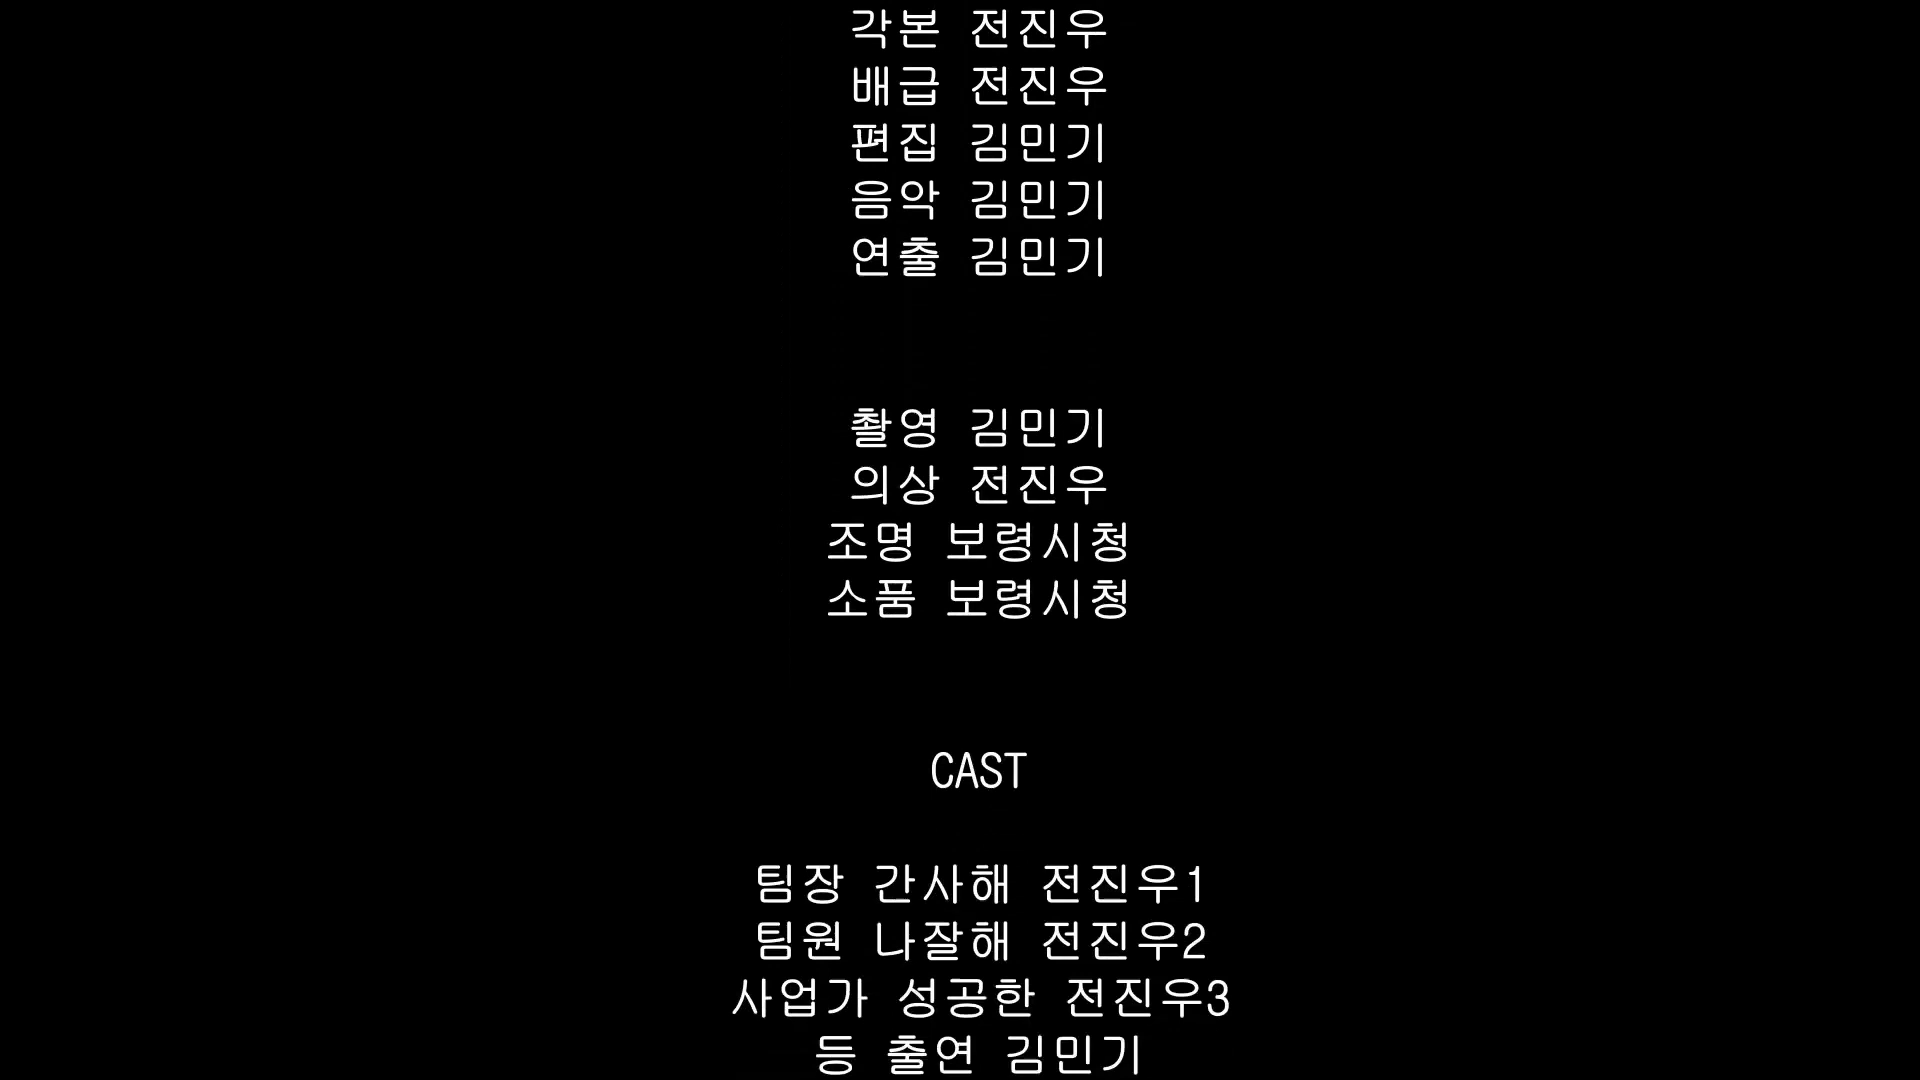 각본 전진우
배급 전진우
편집 김민기
음악 김민기
연출 김민기
촬영 김민기
의상 전진우
조명 보령시청
소품 보령시청
CAST
팀장 간사해 전진우1
팀원 나잘해 전진우2
사업가 성공한 전진우3
등 출연 김민기